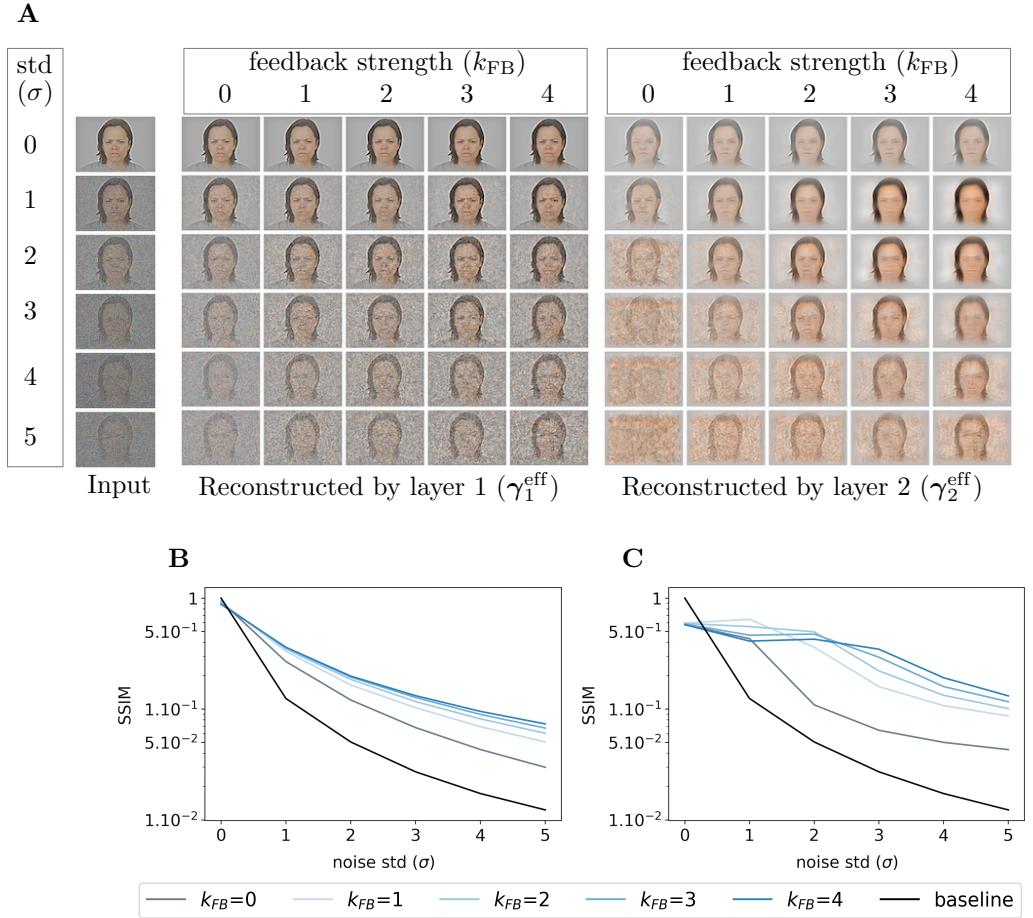 A
std
(σ)
feedback strength (k_FB)
0 1 2 3 4
feedback strength (k_FB)
0 1 2 3 4
0
1
2
3
4
5
Input
Reconstructed by layer 1 (γ₁^eff)
Reconstructed by layer 2 (γ₂^eff)
B
1
5.10⁻¹
1.10⁻¹
5.10⁻²
1.10⁻²
SSIM
0 1 2 3 4 5
noise std (σ)
C
1
5.10⁻¹
1.10⁻¹
5.10⁻²
1.10⁻²
SSIM
0 1 2 3 4 5
noise std (σ)
k_FB=0 k_FB=1 k_FB=2 k_FB=3 k_FB=4 baseline